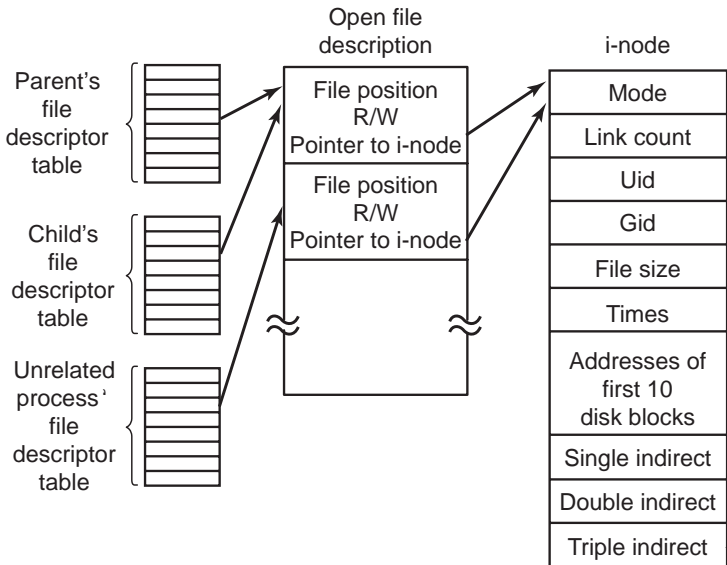 Open file
description
i-node
Parent's
file
descriptor
table
File position
R/W
Pointer to i-node
File position
R/W
Pointer to i-node
Child's
file
descriptor
table
Unrelated
process'
file
descriptor
table
Mode
Link count
Uid
Gid
File size
Times
Addresses of
first 10
disk blocks
Single indirect
Double indirect
Triple indirect